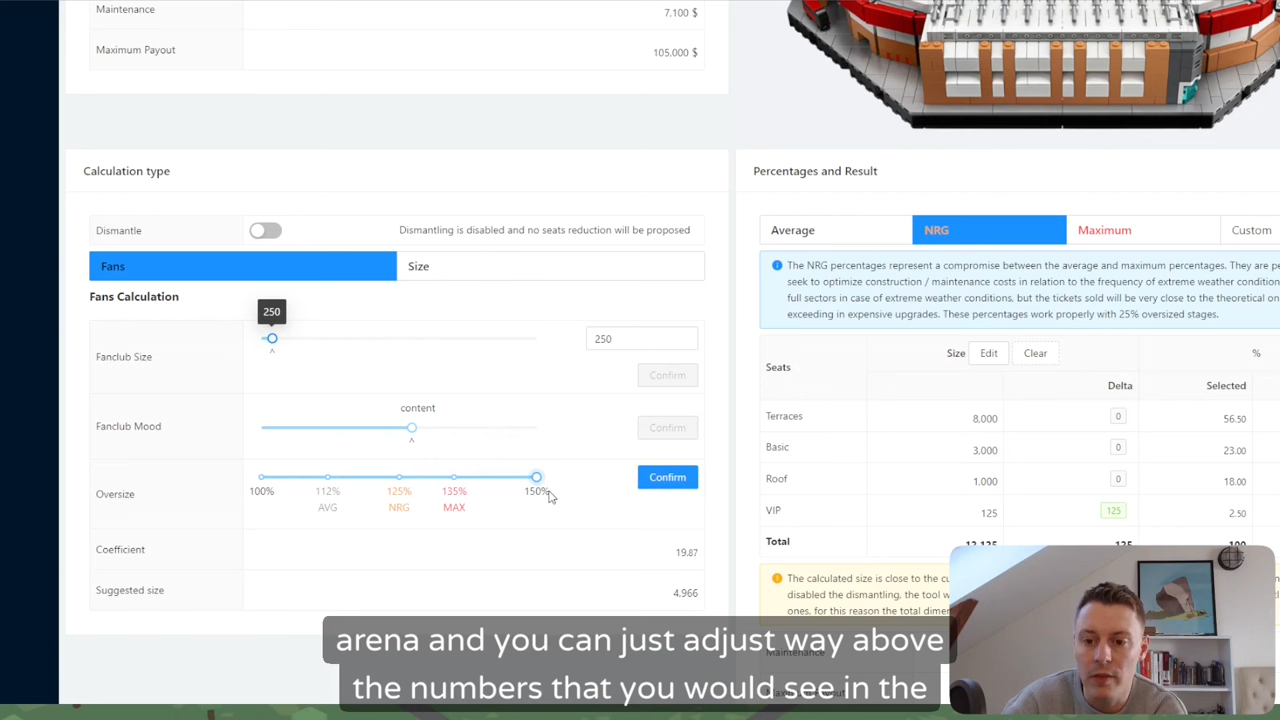 Maintenance 7,100 $
Maximum Payout 105,000 $
Calculation type
Dismantle Dismantling is disabled and no seats reduction will be proposed
Fans Size
Fans Calculation
250
Fanclub Size 250
^
Confirm
content
Fanclub Mood Confirm
^
Oversize Confirm
100% 112% 125% 135% 150%
AVG NRG MAX
Coefficient 19.87
Suggested size 4,966
Percentages and Result
Average NRG Maximum Custom
The NRG percentages represent a compromise between the average and maximum percentages. They are pe
seek to optimize construction / maintenance costs in relation to the frequency of extreme weather condition
full sectors in case of extreme weather conditions, but the tickets sold will be very close to the theoretical on
exceeding in expensive upgrades. These percentages work properly with 25% oversized stages.
Seats Size Edit Clear %
Delta Selected
Terraces 8,000 0 56.50
Basic 3,000 0 23.00
Roof 1,000 0 18.00
VIP 125 125 2.50
Total 12,125 125 100
The calculated size is close to the cu
disabled the dismantling, the tool w
ones, for this reason the total dimen
arena and you can just adjust way above
the numbers that you would see in the